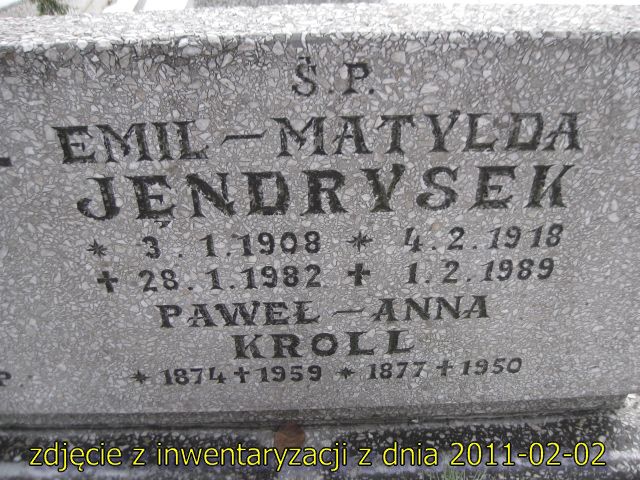 Ś.P.
EMIL — MATYLDA
JĘNDRYSEK
* 3.1.1908 * 4.2.1918
+ 28.1.1982 + 1.2.1989
PAWEŁ — ANNA
KROLL
* 1874 + 1959 * 1877 + 1950
P
zdjęcie z inwentaryzacji z dnia 2011-02-02